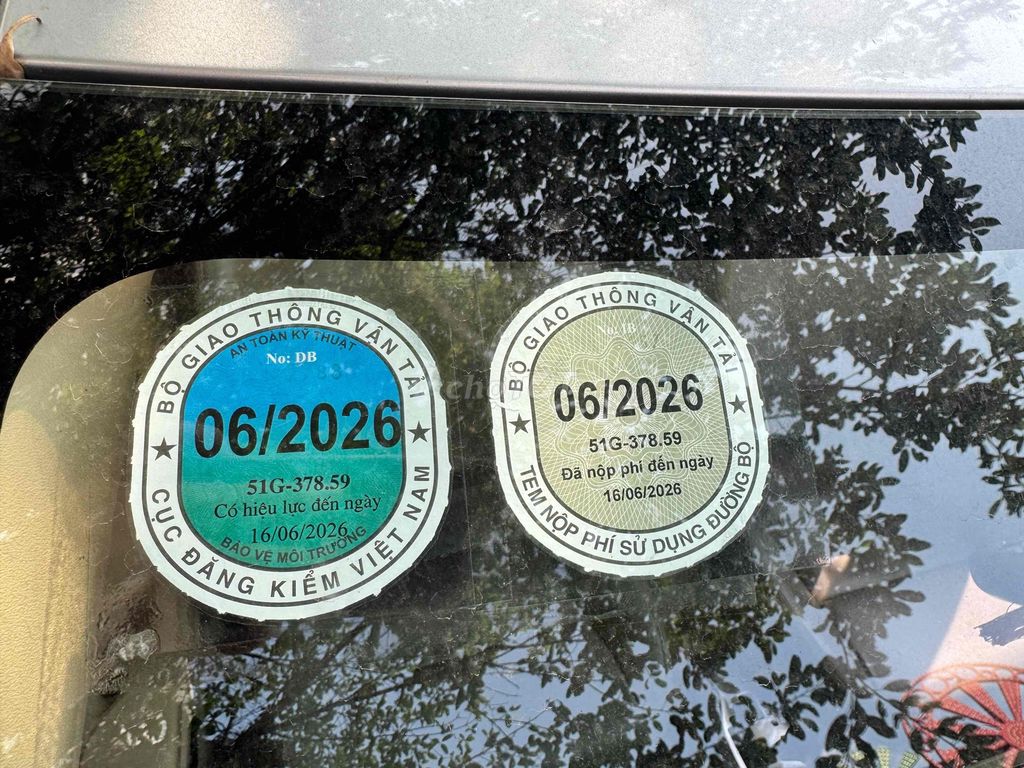 BỘ GIAO THÔNG VẬN TẢI
AN TOÀN KỸ THUẬT
No: ĐB
06/2026
51G-378.59
Có hiệu lực đến ngày
16/06/2026
BẢO VỆ MÔI TRƯỜNG
★ CỤC ĐĂNG KIỂM VIỆT NAM ★
BỘ GIAO THÔNG VẬN TẢI
No: ĐB
06/2026
51G-378.59
Đã nộp phí đến ngày
16/06/2026
★ TEM NỘP PHÍ SỬ DỤNG ĐƯỜNG BỘ ★